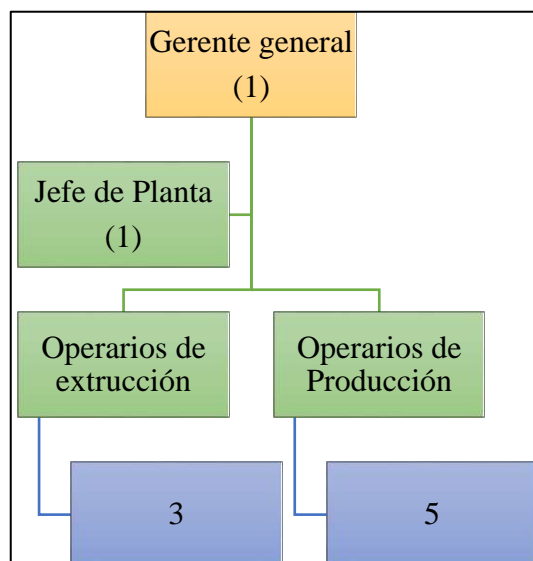 Gerente general
(1)
Jefe de Planta
(1)
Operarios de
extrucción
Operarios de
Producción
3
5